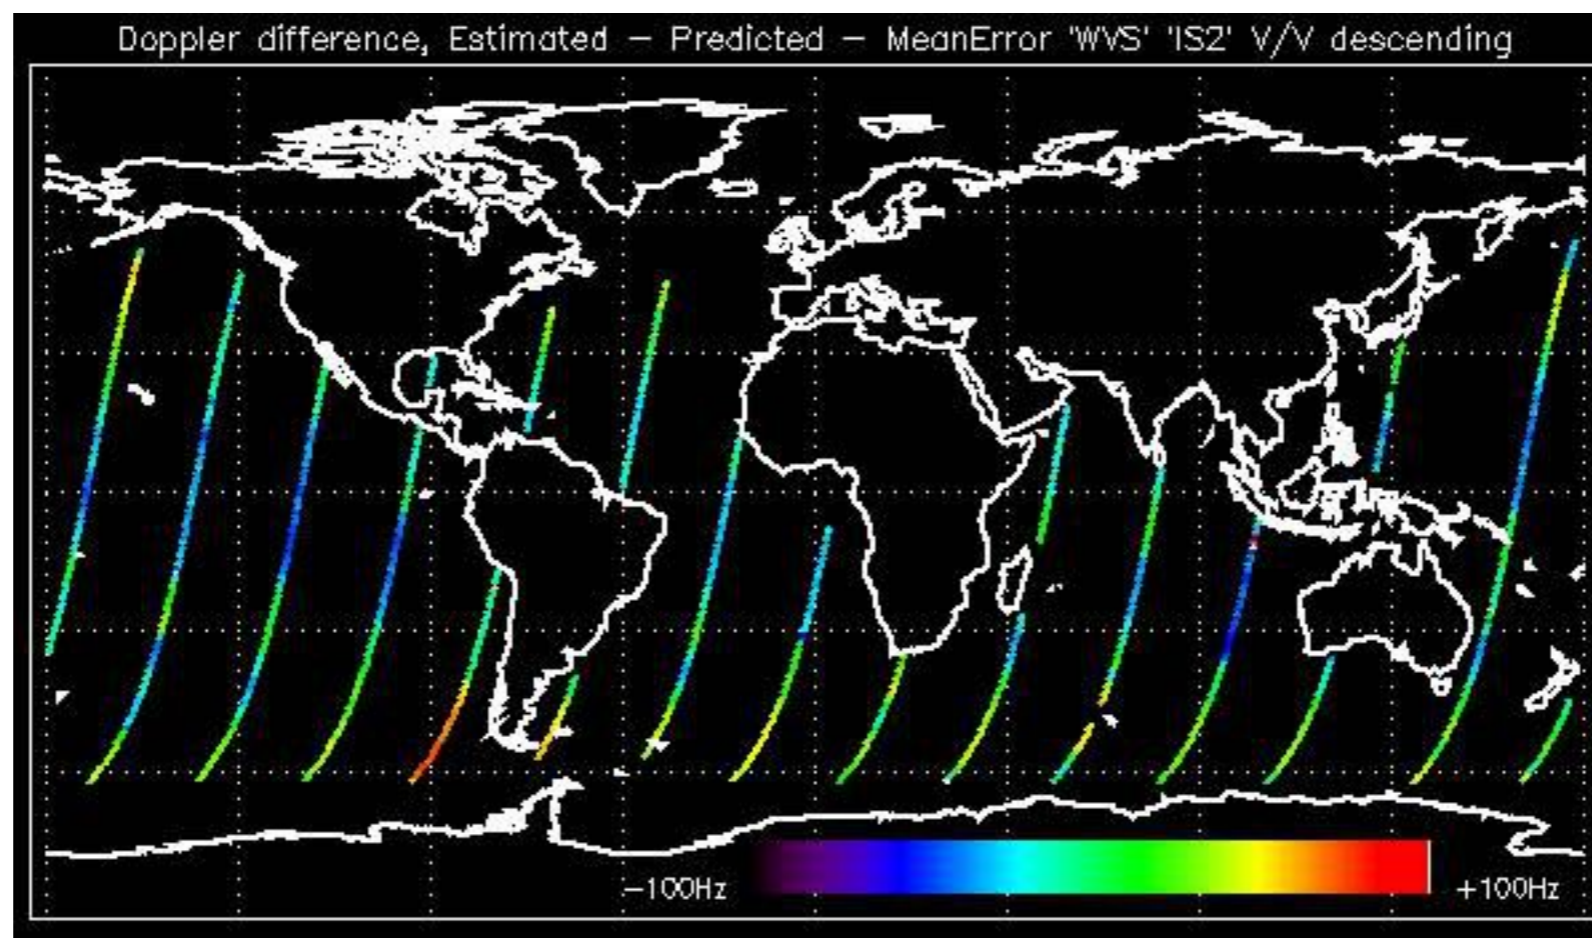 Doppler difference, Estimated – Predicted – MeanError 'WVS' 'IS2' V/V descending
–100Hz
+100Hz